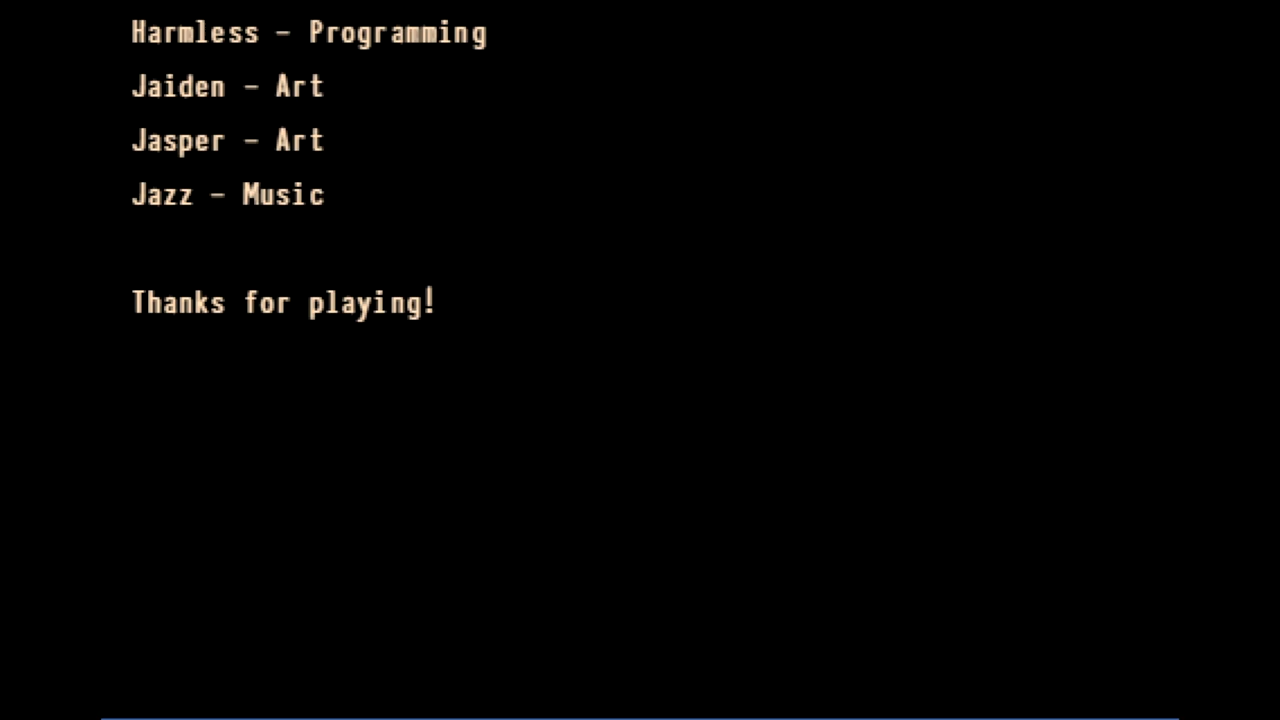 Harmless - Programming
Jaiden - Art
Jasper - Art
Jazz - Music
Thanks for playing!